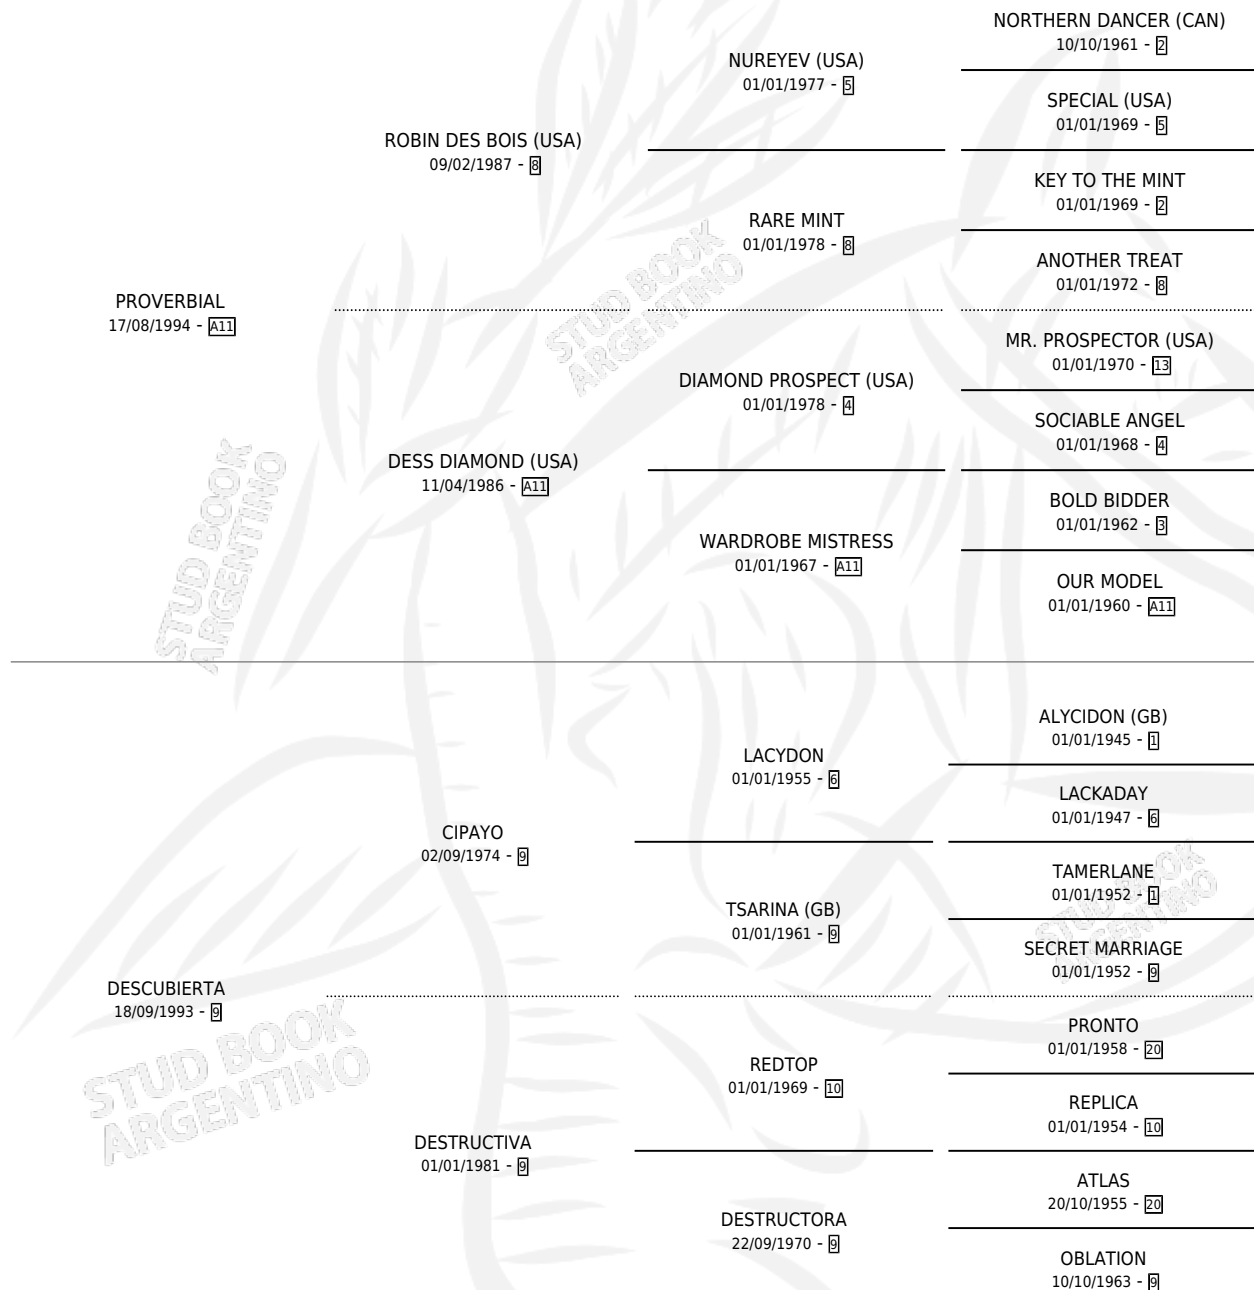 NORTHERN DANCER (CAN)
10/10/1961 - 2
NUREYEV (USA)
01/01/1977 - 5
SPECIAL (USA)
01/01/1969 - 5
ROBIN DES BOIS (USA)
09/02/1987 - 8
KEY TO THE MINT
01/01/1969 - 2
RARE MINT
01/01/1978 - 8
ANOTHER TREAT
01/01/1972 - 8
PROVERBIAL
17/08/1994 - A11
MR. PROSPECTOR (USA)
01/01/1970 - 13
DIAMOND PROSPECT (USA)
01/01/1978 - 4
SOCIABLE ANGEL
01/01/1968 - 4
DESS DIAMOND (USA)
11/04/1986 - A11
BOLD BIDDER
01/01/1962 - 3
WARDROBE MISTRESS
01/01/1967 - A11
OUR MODEL
01/01/1960 - A11
ALYCIDON (GB)
01/01/1945 - 1
LACYDON
01/01/1955 - 6
LACKADAY
01/01/1947 - 6
CIPAYO
02/09/1974 - 9
TAMERLANE
01/01/1952 - 1
TSARINA (GB)
01/01/1961 - 9
SECRET MARRIAGE
01/01/1952 - 9
DESCUBIERTA
18/09/1993 - 9
PRONTO
01/01/1958 - 20
REDTOP
01/01/1969 - 10
REPLICA
01/01/1954 - 10
DESTRUCTIVA
01/01/1981 - 9
ATLAS
20/10/1955 - 20
DESTRUCTORA
22/09/1970 - 9
OBLATION
10/10/1963 - 9
STUD BOOK
ARGENTINO
STUD BOOK
ARGENTINO
STUD BOOK
ARGENTINO
STUD BOOK
ARGENTINO